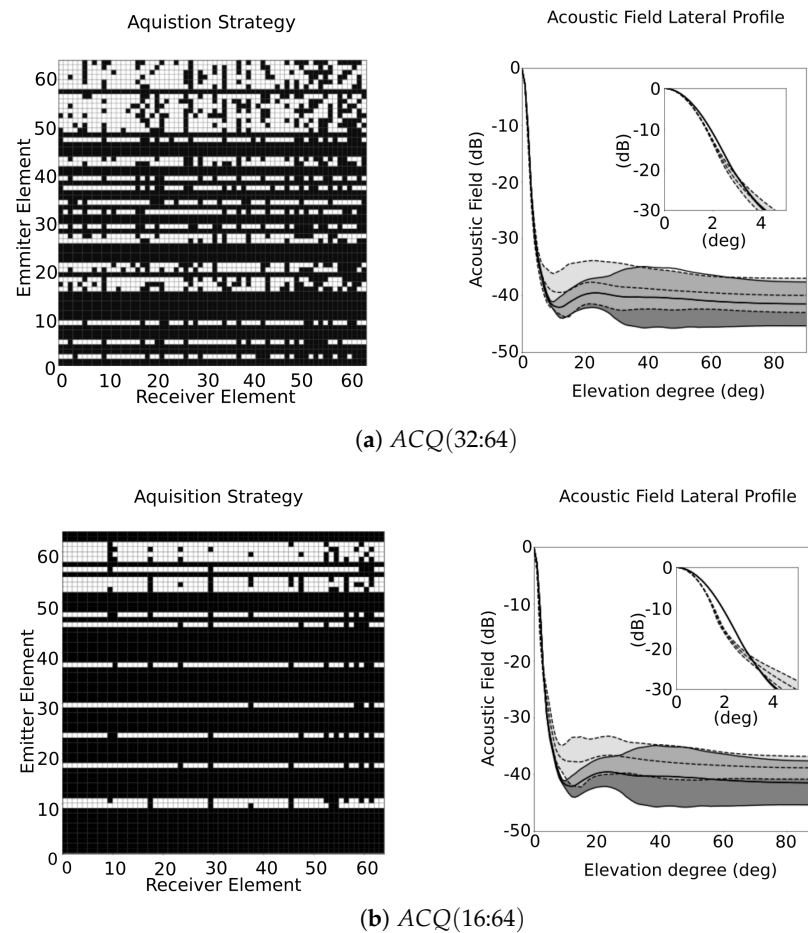 Aquistion Strategy
Acoustic Field Lateral Profile
Emmiter Element
60
50
40
30
20
10
0
0 10 20 30 40 50 60
Receiver Element
Acoustic Field (dB)
0
-10
-20
-30
-40
-50
0 20 40 60 80
Elevation degree (deg)
(dB)
0
-10
-20
-30
0 2 4
(deg)
(a) ACQ(32:64)
Aquisition Strategy
Acoustic Field Lateral Profile
Emitter Element
60
50
40
30
20
10
0
0 10 20 30 40 50 60
Receiver Element
Acoustic Field (dB)
0
-10
-20
-30
-40
-50
0 20 40 60 80
Elevation degree (deg)
(dB)
0
-10
-20
-30
0 2 4
(deg)
(b) ACQ(16:64)